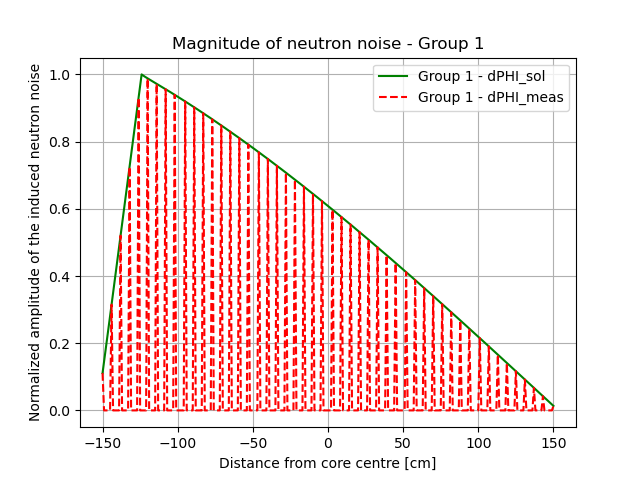 Magnitude of neutron noise - Group 1
Normalized amplitude of the induced neutron noise
1.0
0.8
0.6
0.4
0.2
0.0
Group 1 - dPHI_sol
Group 1 - dPHI_meas
−150
−100
−50
0
50
100
150
Distance from core centre [cm]